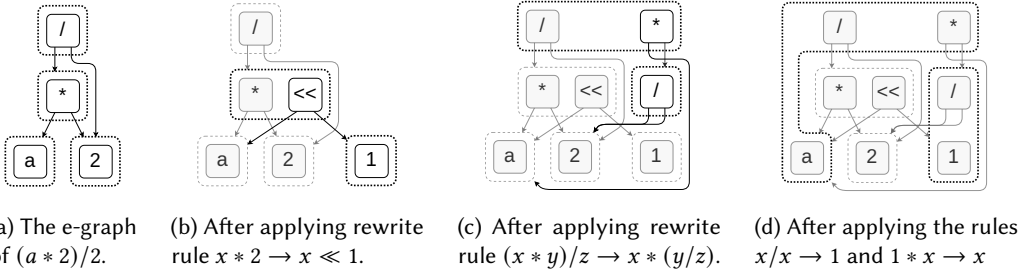 /
*
a
2
/
*
<<
a
2
1
/
*
*
<<
/
a
2
1
/
*
*
<<
/
a
2
1
a) The e-graph
of (a * 2)/2.
(b) After applying rewrite
rule x * 2 → x ≪ 1.
(c) After applying rewrite
rule (x * y)/z → x * (y/z).
(d) After applying the rules
x/x → 1 and 1 * x → x